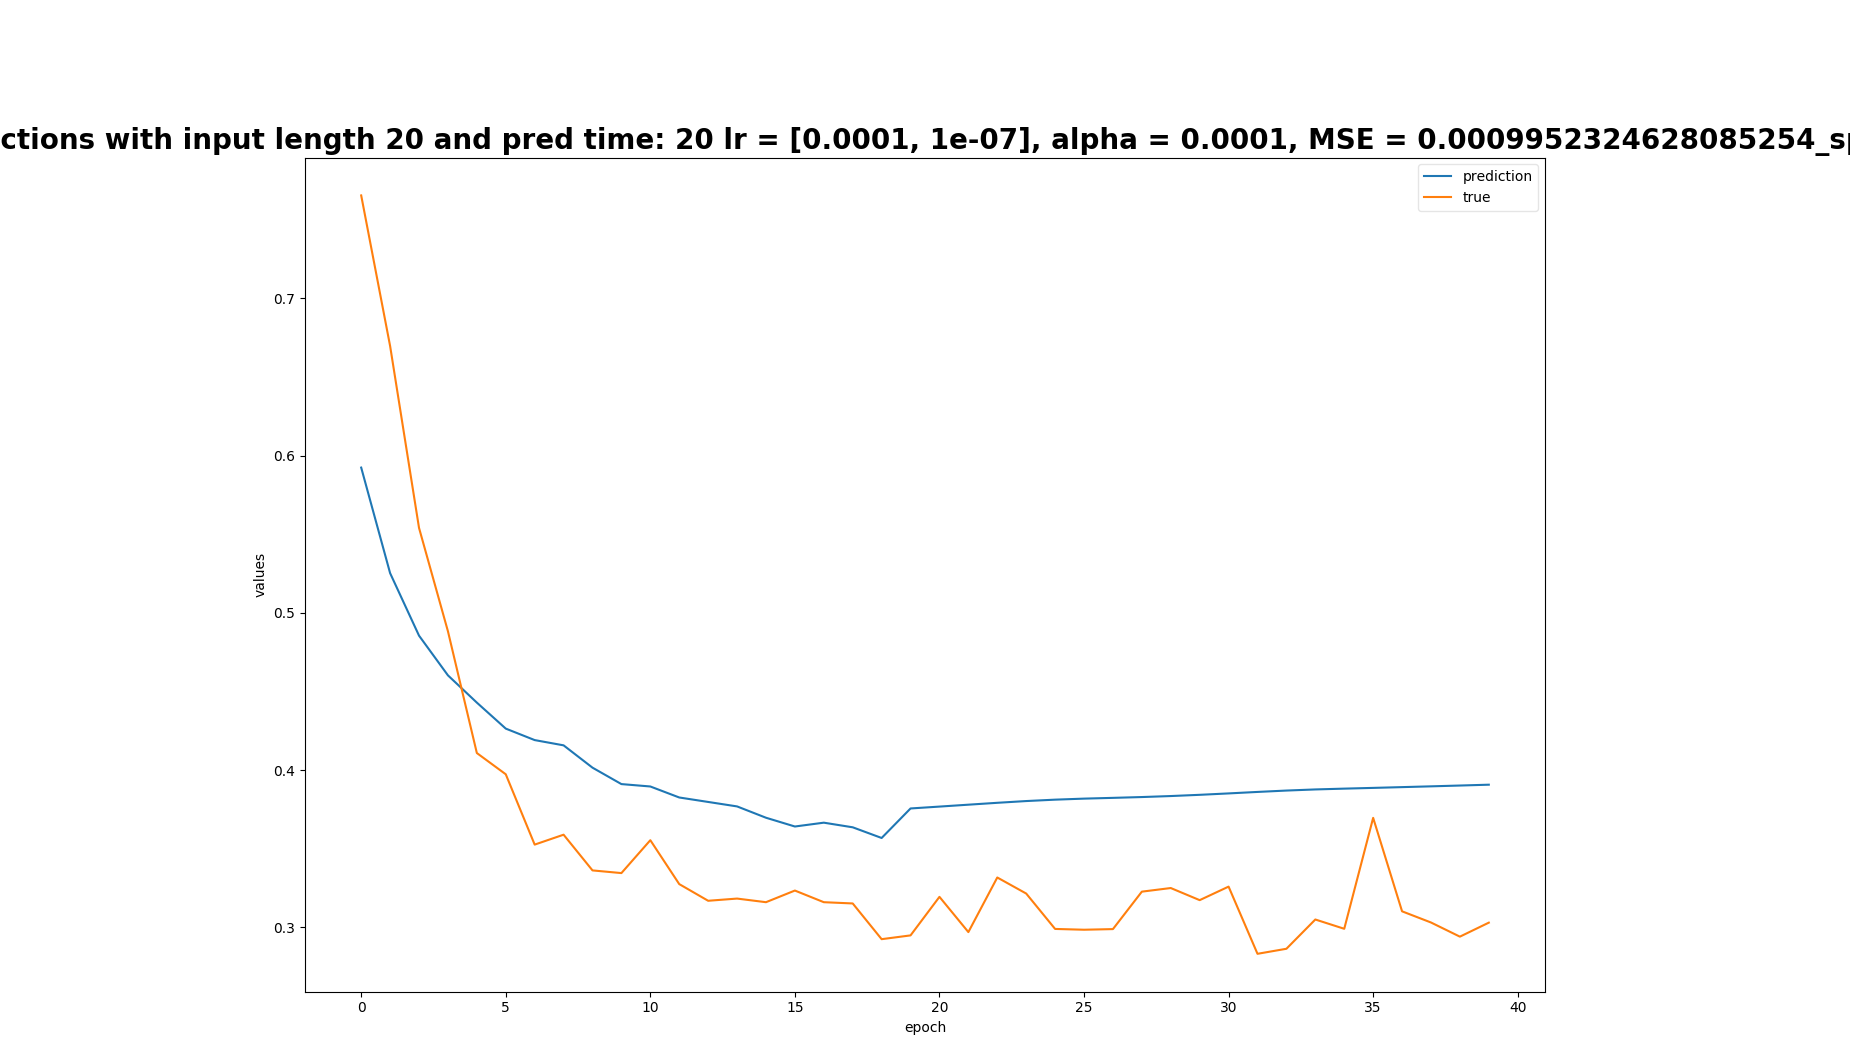 ctions with input length 20 and pred time: 20 lr = [0.0001, 1e-07], alpha = 0.0001, MSE = 0.0009952324628085254_sp
prediction
true
0.7
0.6
0.5
0.4
0.3
values
0 5 10 15 20 25 30 35 40
epoch